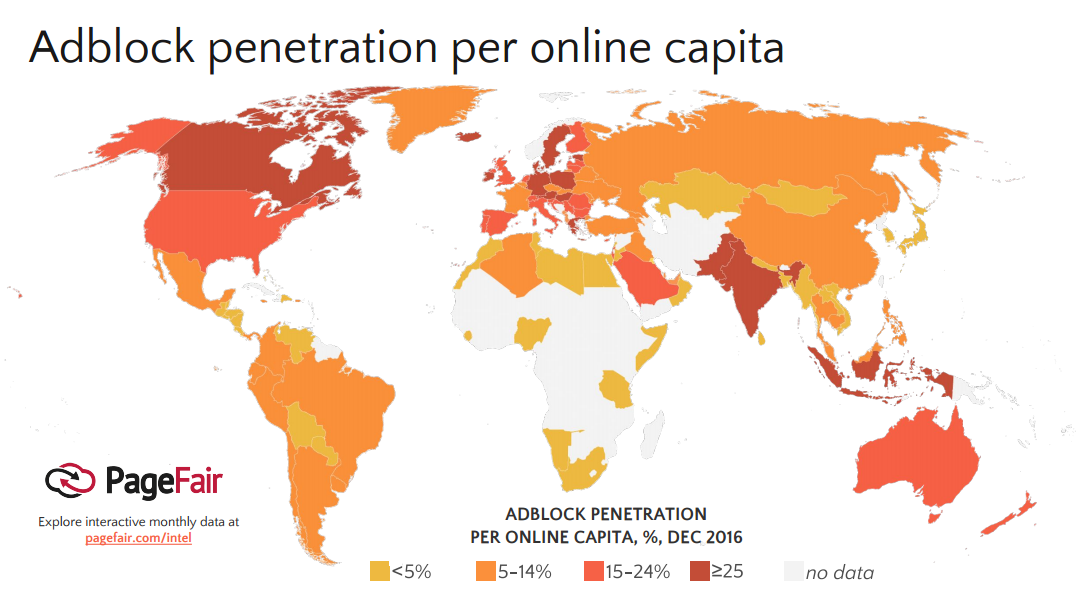 Adblock penetration per online capita
PageFair
Explore interactive monthly data at
pagefair.com/intel
ADBLOCK PENETRATION
PER ONLINE CAPITA, %, DEC 2016
<5% 5–14% 15–24% ≥25 no data